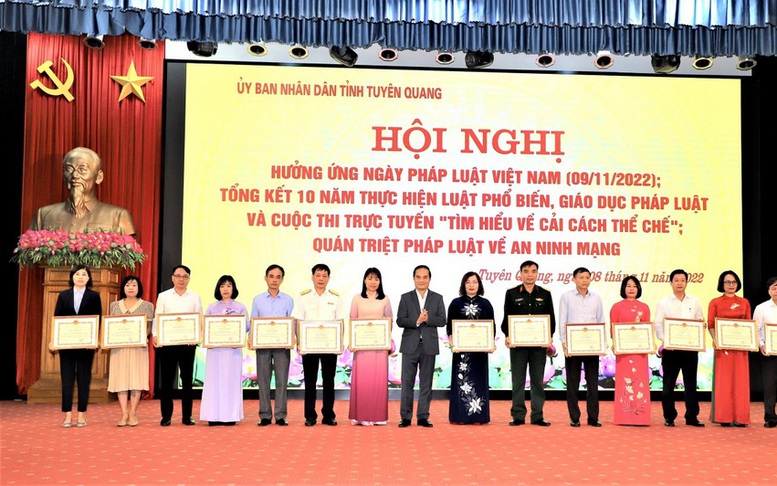 ỦY BAN NHÂN DÂN TỈNH TUYÊN QUANG
HỘI NGHỊ
HƯỞNG ỨNG NGÀY PHÁP LUẬT VIỆT NAM (09/11/2022);
TỔNG KẾT 10 NĂM THỰC HIỆN LUẬT PHỔ BIẾN, GIÁO DỤC PHÁP LUẬT
VÀ CUỘC THI TRỰC TUYẾN "TÌM HIỂU VỀ CẢI CÁCH THỂ CHẾ";
QUÁN TRIỆT PHÁP LUẬT VỀ AN NINH MẠNG
Tuyên Quang, ngày 08 tháng 11 năm 2022